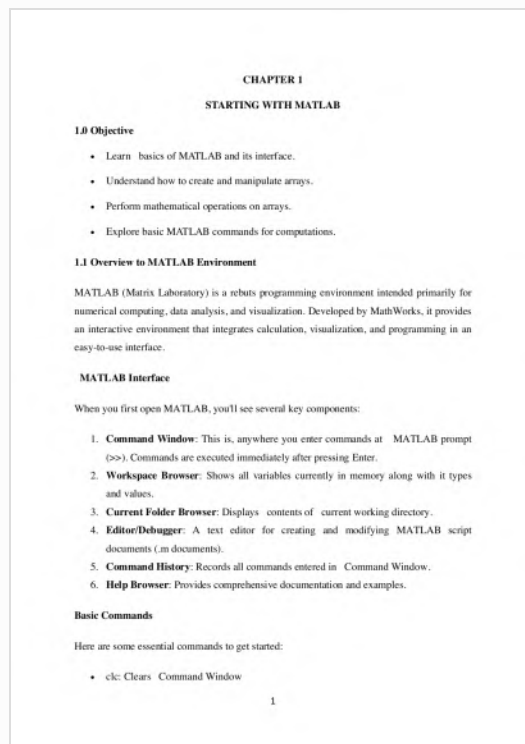 CHAPTER 1
STARTING WITH MATLAB
1.0 Objective
• Learn basics of MATLAB and its interface.
• Understand how to create and manipulate arrays.
• Perform mathematical operations on arrays.
• Explore basic MATLAB commands for computations.
1.1 Overview to MATLAB Environment
MATLAB (Matrix Laboratory) is a rebuts programming environment intended primarily for
numerical computing, data analysis, and visualization. Developed by MathWorks, it provides
an interactive environment that integrates calculation, visualization, and programming in an
easy-to-use interface.
MATLAB Interface
When you first open MATLAB, you'll see several key components:
1. Command Window: This is, anywhere you enter commands at MATLAB prompt
(>>). Commands are executed immediately after pressing Enter.
2. Workspace Browser: Shows all variables currently in memory along with it types
and values.
3. Current Folder Browser: Displays contents of current working directory.
4. Editor/Debugger: A text editor for creating and modifying MATLAB script
documents (.m documents).
5. Command History: Records all commands entered in Command Window.
6. Help Browser: Provides comprehensive documentation and examples.
Basic Commands
Here are some essential commands to get started:
• clc: Clears Command Window
1